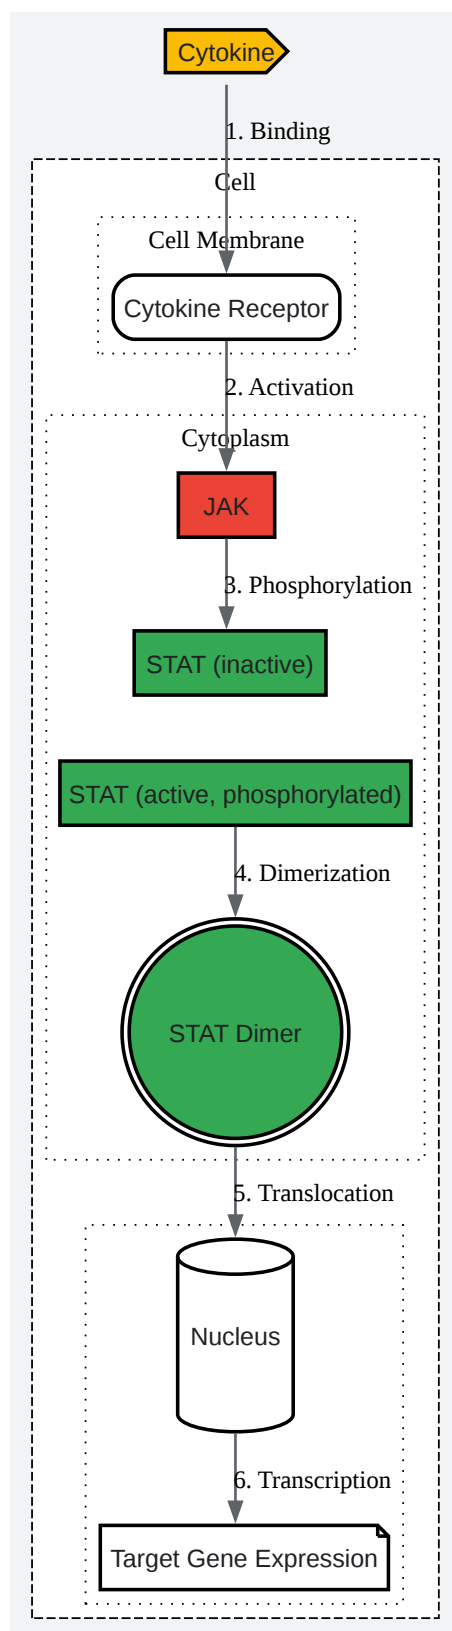 Cytokine
1. Binding
Cell
Cell Membrane
Cytokine Receptor
2. Activation
Cytoplasm
JAK
3. Phosphorylation
STAT (inactive)
STAT (active, phosphorylated)
4. Dimerization
STAT Dimer
5. Translocation
Nucleus
6. Transcription
Target Gene Expression